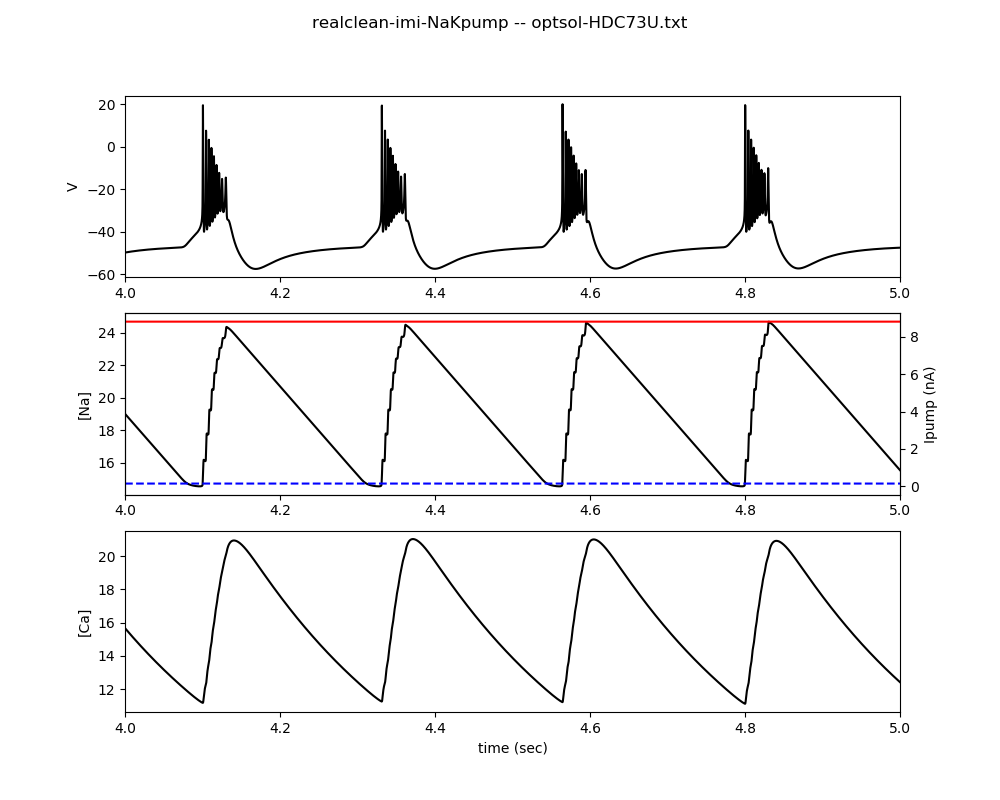 realclean-imi-NaKpump -- optsol-HDC73U.txt
20
0
−20
−40
−60
V
4.0 4.2 4.4 4.6 4.8 5.0
24
22
20
18
16
[Na]
8
6
4
2
0
Ipump (nA)
4.0 4.2 4.4 4.6 4.8 5.0
20
18
16
14
12
[Ca]
4.0 4.2 4.4 4.6 4.8 5.0
time (sec)